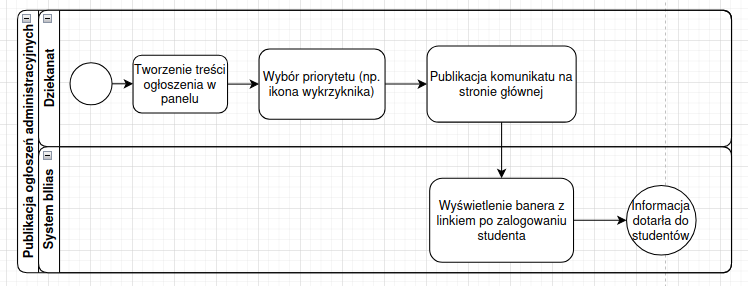 Publikacja ogłoszeń administracyjnych
Dziekanat
Tworzenie treści
ogłoszenia w
panelu
Wybór priorytetu (np.
ikona wykrzyknika)
Publikacja komunikatu na
stronie głównej
System bllias
Wyświetlenie banera z
linkiem po zalogowaniu
studenta
Informacja
dotarła do
studentów